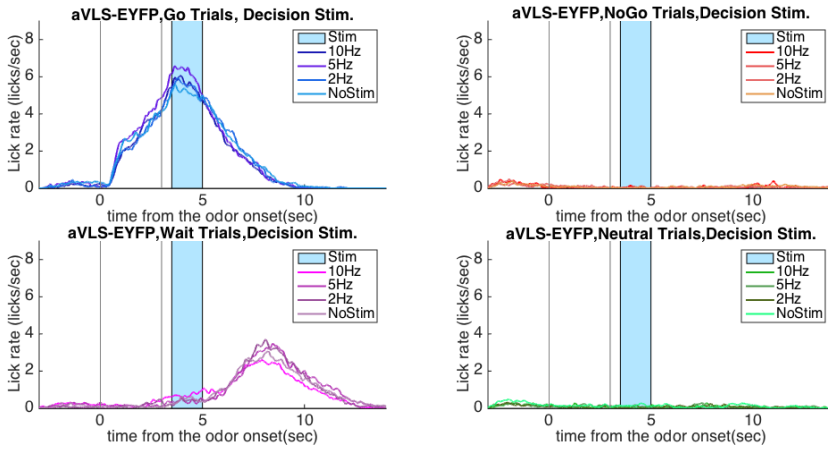 aVLS-EYFP,Go Trials, Decision Stim.
Lick rate (licks/sec)
8
6
4
2
0
Stim
10Hz
5Hz
2Hz
NoStim
0 5 10
time from the odor onset(sec)
aVLS-EYFP,NoGo Trials,Decision Stim.
Lick rate (licks/sec)
8
6
4
2
0
Stim
10Hz
5Hz
2Hz
NoStim
0 5 10
time from the odor onset(sec)
aVLS-EYFP,Wait Trials,Decision Stim.
Lick rate (licks/sec)
8
6
4
2
0
Stim
10Hz
5Hz
2Hz
NoStim
0 5 10
time from the odor onset(sec)
aVLS-EYFP,Neutral Trials,Decision Stim.
Lick rate (licks/sec)
8
6
4
2
0
Stim
10Hz
5Hz
2Hz
NoStim
0 5 10
time from the odor onset(sec)